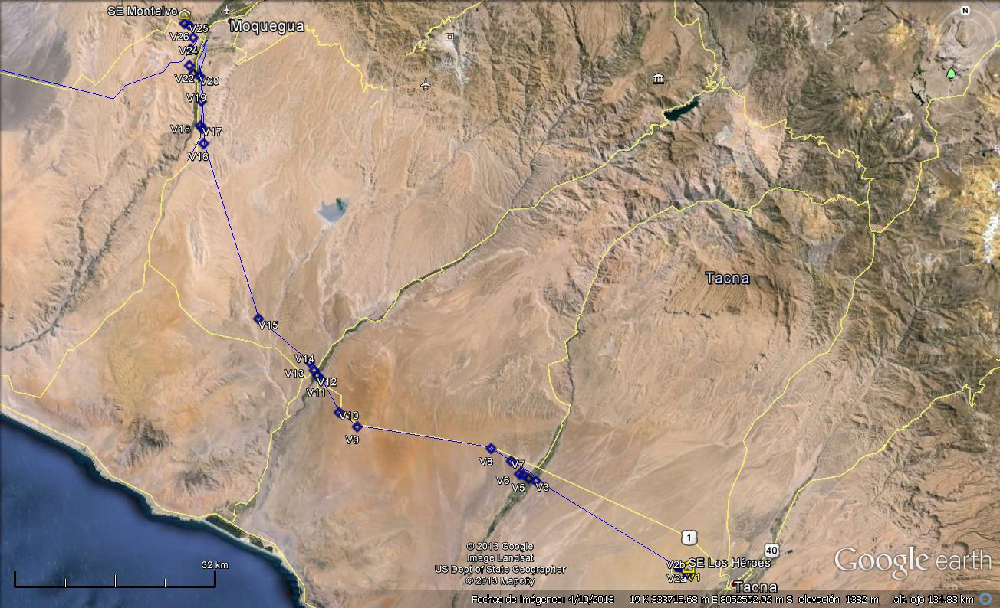 SE Montalvo
N
Moquegua
V25
V26
V24
V22
V20
V19
V18
V17
V16
Tacna
V15
V14
V13
V12
V11
V10
V9
V8
V7
V6
V5
V3
1
40
32 km
© 2013 Google
Image Landsat
US Dept of State Geographer
© 2013 Mapcity
V2b
SE Los Héroes
V2a
V1
Google earth
Tacna
Fechas de imágenes: 4/10/2013 19 K 333715.68 m E 8052592.92 m S elevación 1382 m alt. ojo 134.83 km